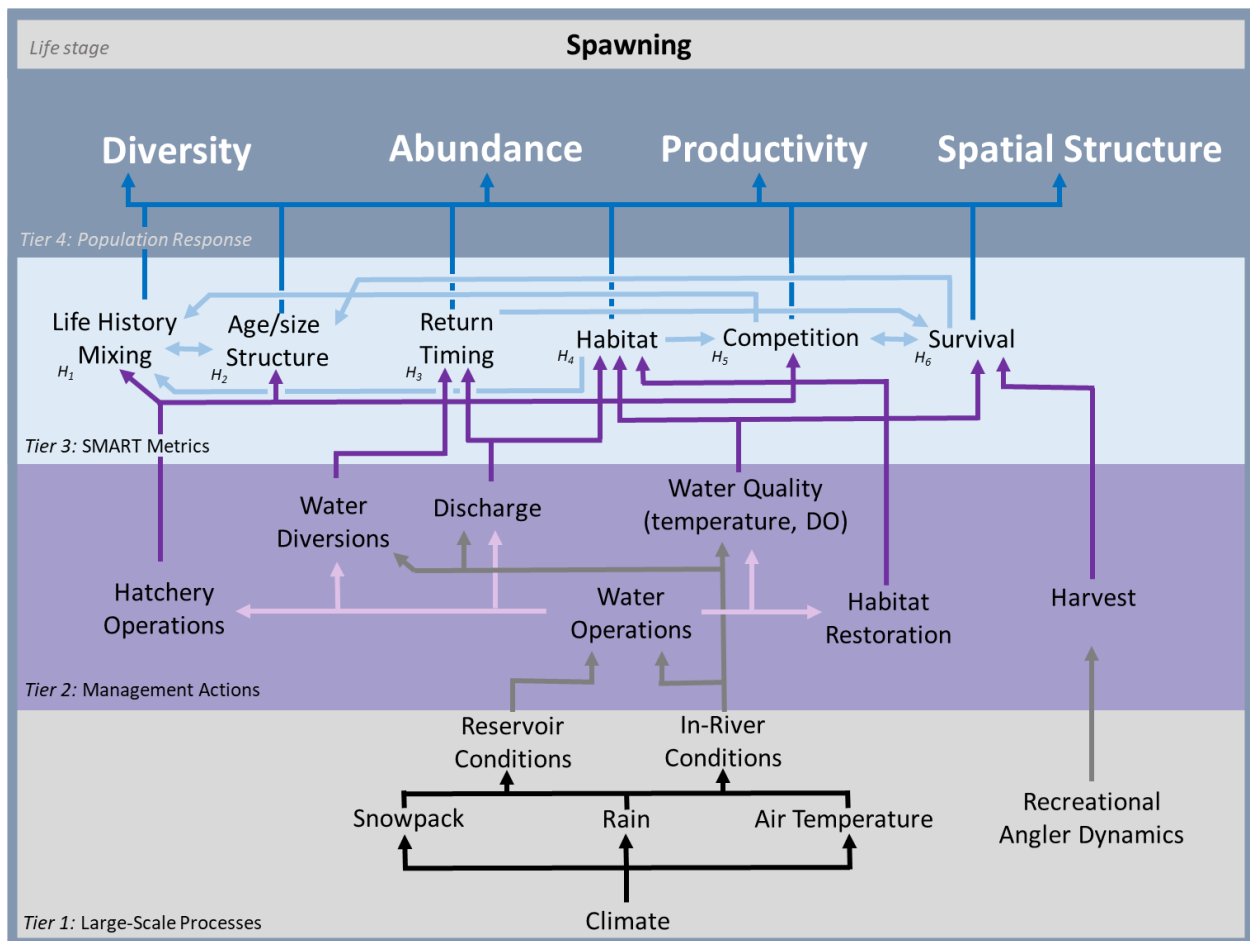 Life stage
Spawning
Diversity
Abundance
Productivity
Spatial Structure
Tier 4: Population Response
Life History
Mixing
H1
Age/size
Structure
H2
Return
Timing
H3
Habitat
H4
Competition
H5
Survival
H6
Tier 3: SMART Metrics
Water
Diversions
Discharge
Water Quality
(temperature, DO)
Hatchery
Operations
Water
Operations
Habitat
Restoration
Harvest
Tier 2: Management Actions
Reservoir
Conditions
In-River
Conditions
Snowpack
Rain
Air Temperature
Recreational
Angler Dynamics
Tier 1: Large-Scale Processes
Climate